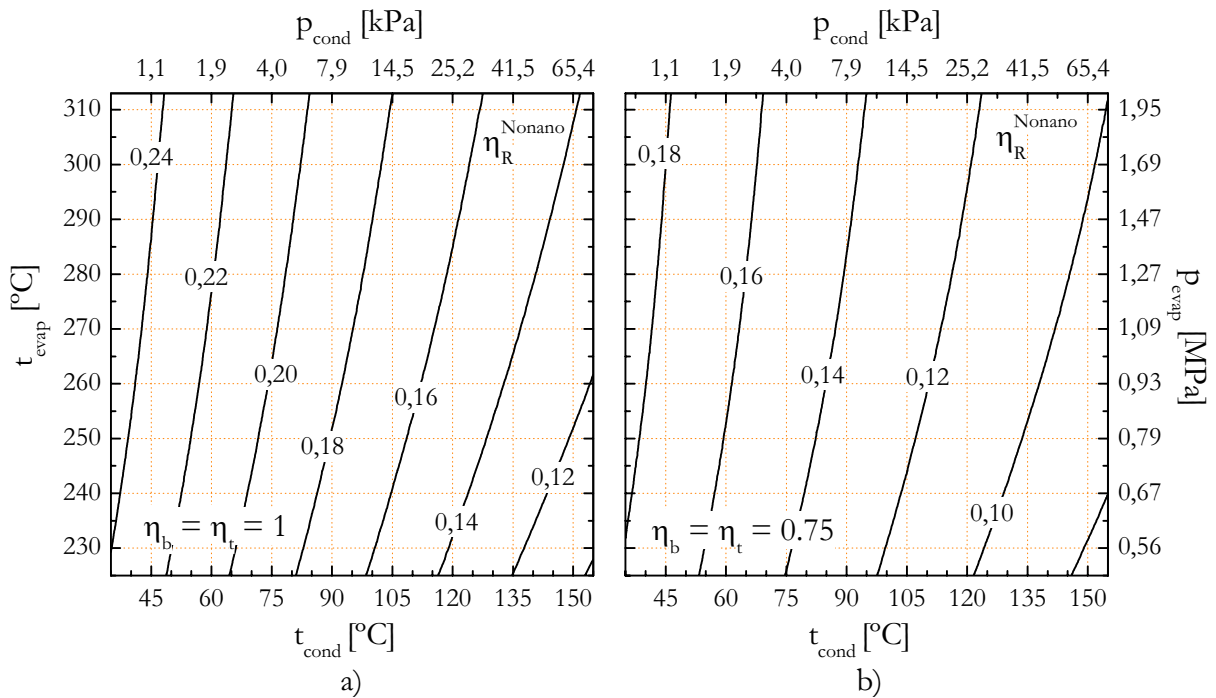 p_cond [kPa]
1,1 1,9 4,0 7,9 14,5 25,2 41,5 65,4
t_evap [ºC]
310
300
290
280
270
260
250
240
230
0,24
0,22
0,20
0,18
0,16
0,14
0,12
η_R^Nonano
η_b = η_t = 1
45 60 75 90 105 120 135 150
t_cond [ºC]
a)
p_cond [kPa]
1,1 1,9 4,0 7,9 14,5 25,2 41,5 65,4
0,18
0,16
0,14
0,12
0,10
η_R^Nonano
η_b = η_t = 0.75
1,95
1,69
1,47
1,27
1,09
0,93
0,79
0,67
0,56
p_evap [MPa]
45 60 75 90 105 120 135 150
t_cond [ºC]
b)